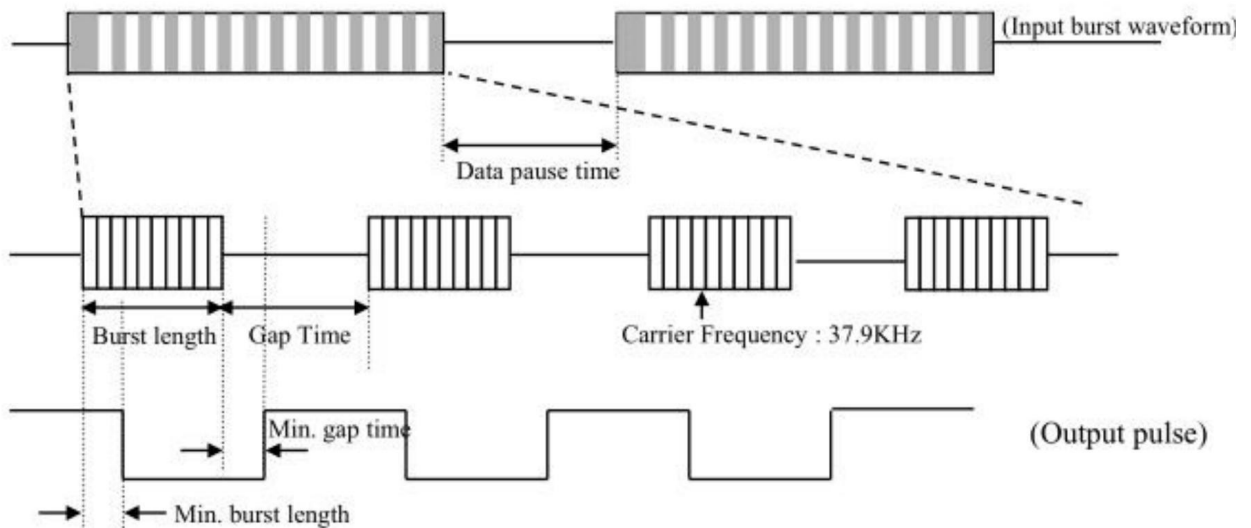 (Input burst waveform)
Data pause time
Burst length
Gap Time
Carrier Frequency : 37.9KHz
Min. gap time
(Output pulse)
Min. burst length